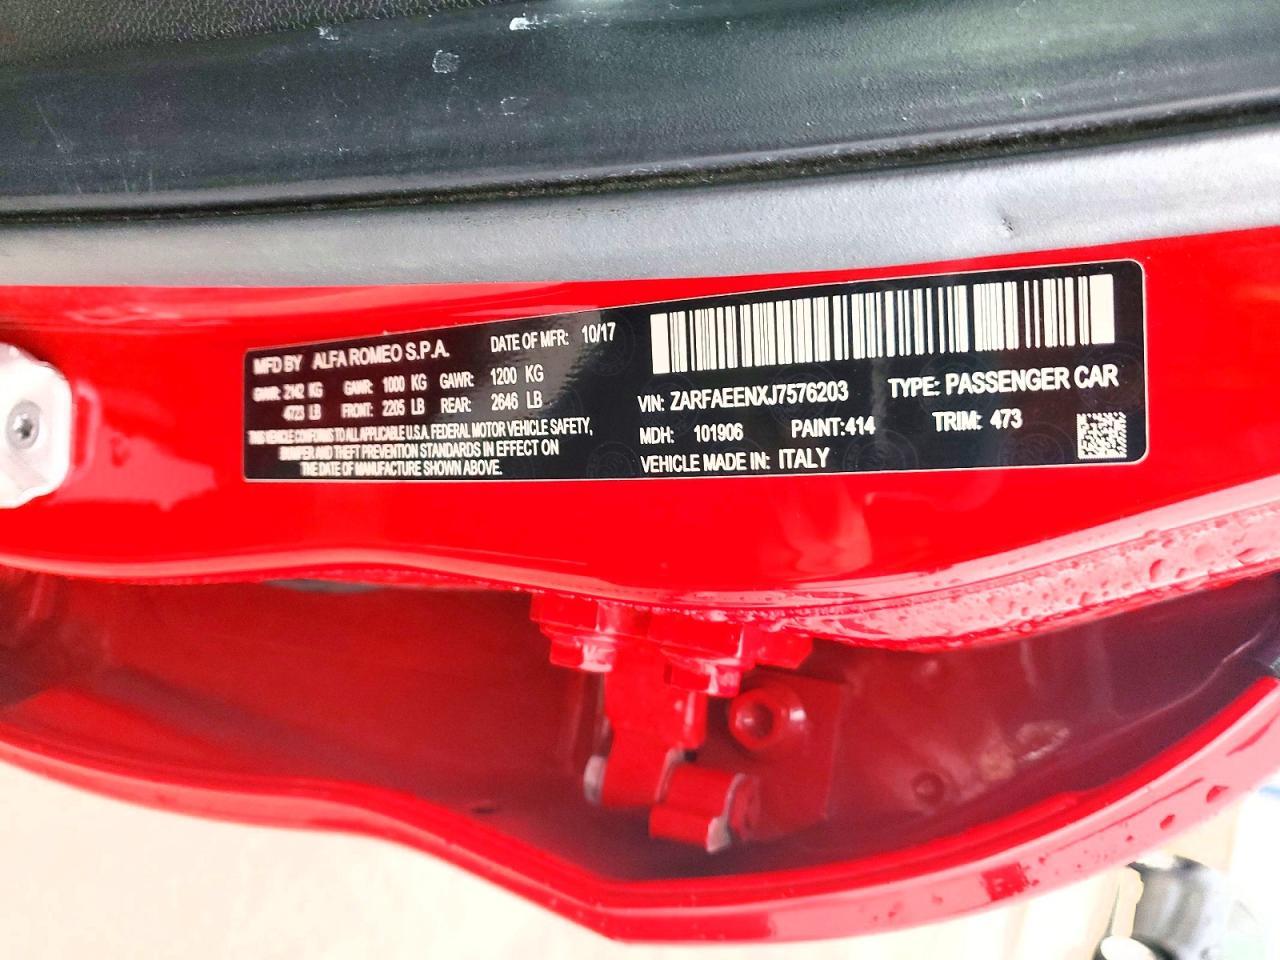 MFD BY ALFA ROMEO S.P.A. DATE OF MFR: 10/17
GVWR: 2142 KG GAWR: 1000 KG GAWR: 1200 KG
4723 LB FRONT: 2205 LB REAR: 2646 LB
THIS VEHICLE CONFORMS TO ALL APPLICABLE U.S.A. FEDERAL MOTOR VEHICLE SAFETY,
BUMPER AND THEFT PREVENTION STANDARDS IN EFFECT ON
THE DATE OF MANUFACTURE SHOWN ABOVE.
VIN: ZARFAEENXJ7576203 TYPE: PASSENGER CAR
MDH: 101906 PAINT:414 TRIM: 473
VEHICLE MADE IN: ITALY